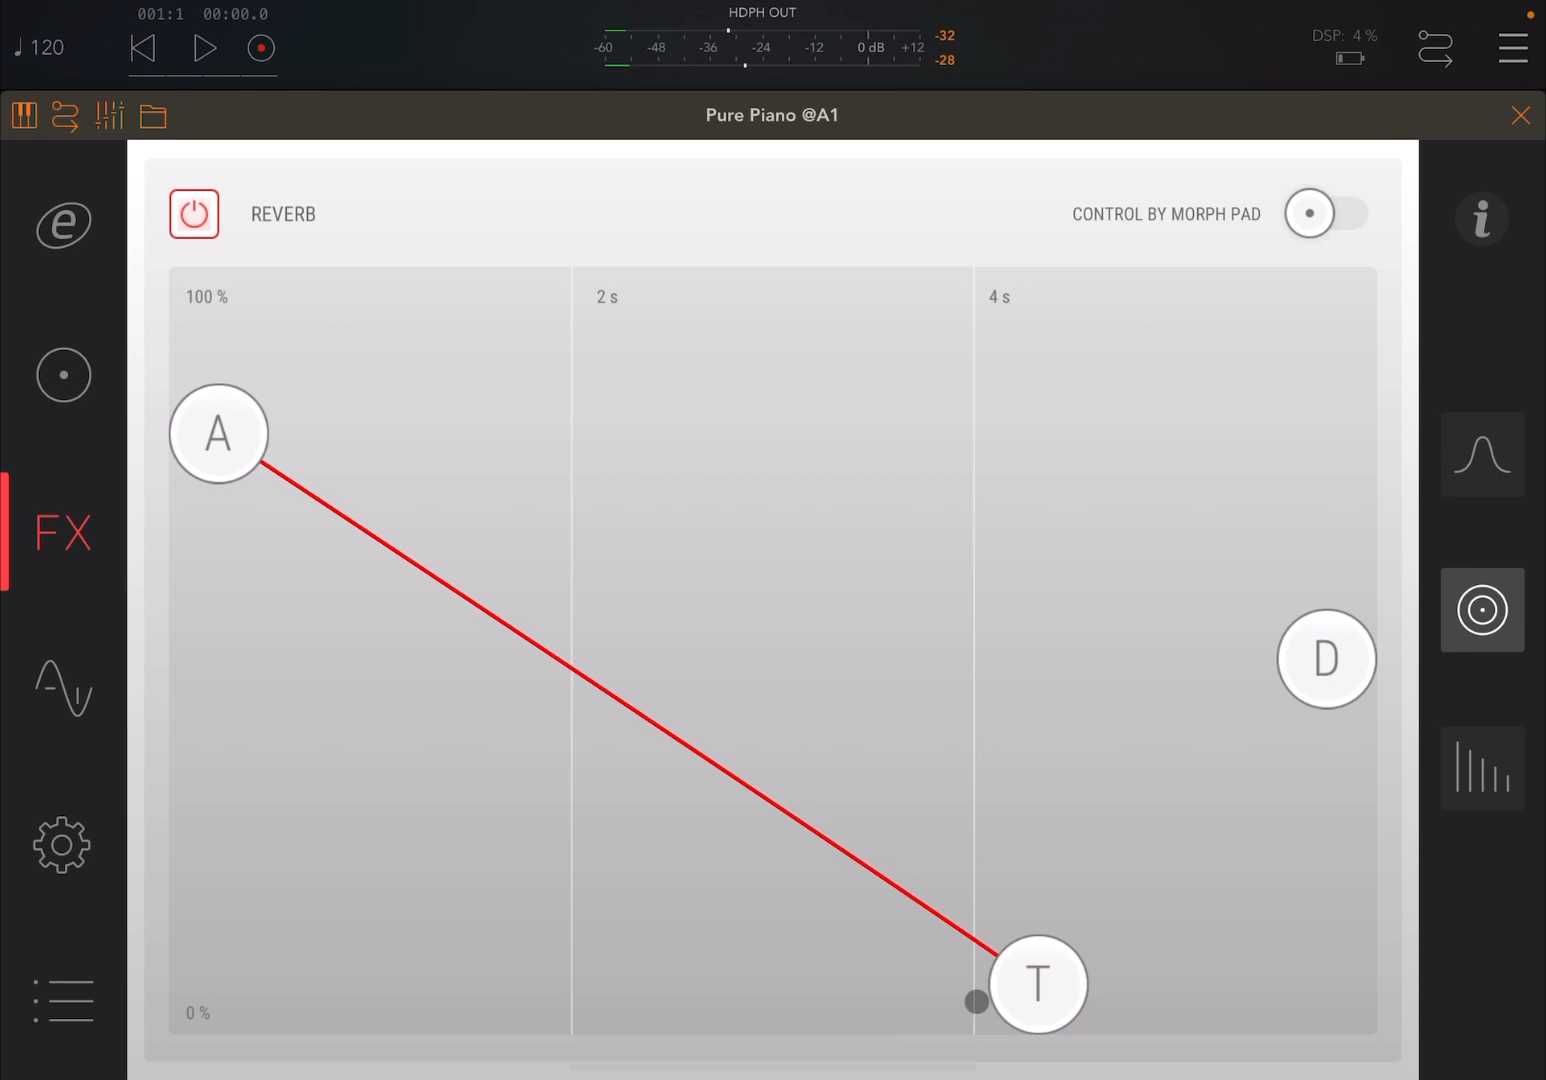 001:1 00:00.0
HDPH OUT
♩ 120
-60 -48 -36 -24 -12 0 dB +12
-32
-28
DSP: 4 %
Pure Piano @A1
REVERB
CONTROL BY MORPH PAD
100 %
2 s
4 s
A
D
T
0 %
e
FX
i